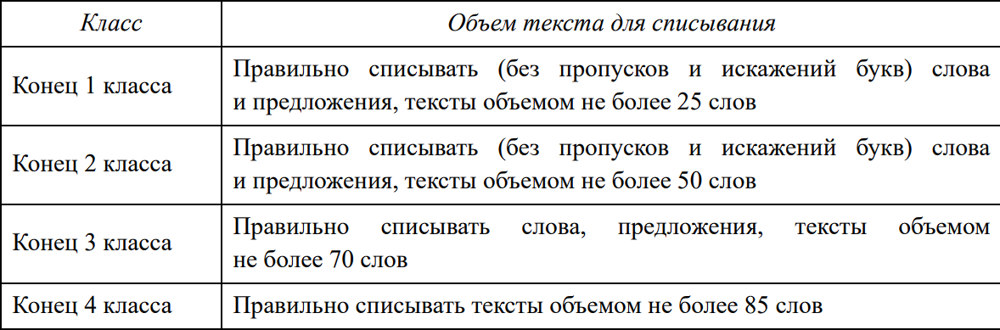 Класс
Объем текста для списывания
Конец 1 класса
Правильно списывать (без пропусков и искажений букв) слова
и предложения, тексты объемом не более 25 слов
Конец 2 класса
Правильно списывать (без пропусков и искажений букв) слова
и предложения, тексты объемом не более 50 слов
Конец 3 класса
Правильно списывать слова, предложения, тексты объемом
не более 70 слов
Конец 4 класса
Правильно списывать тексты объемом не более 85 слов